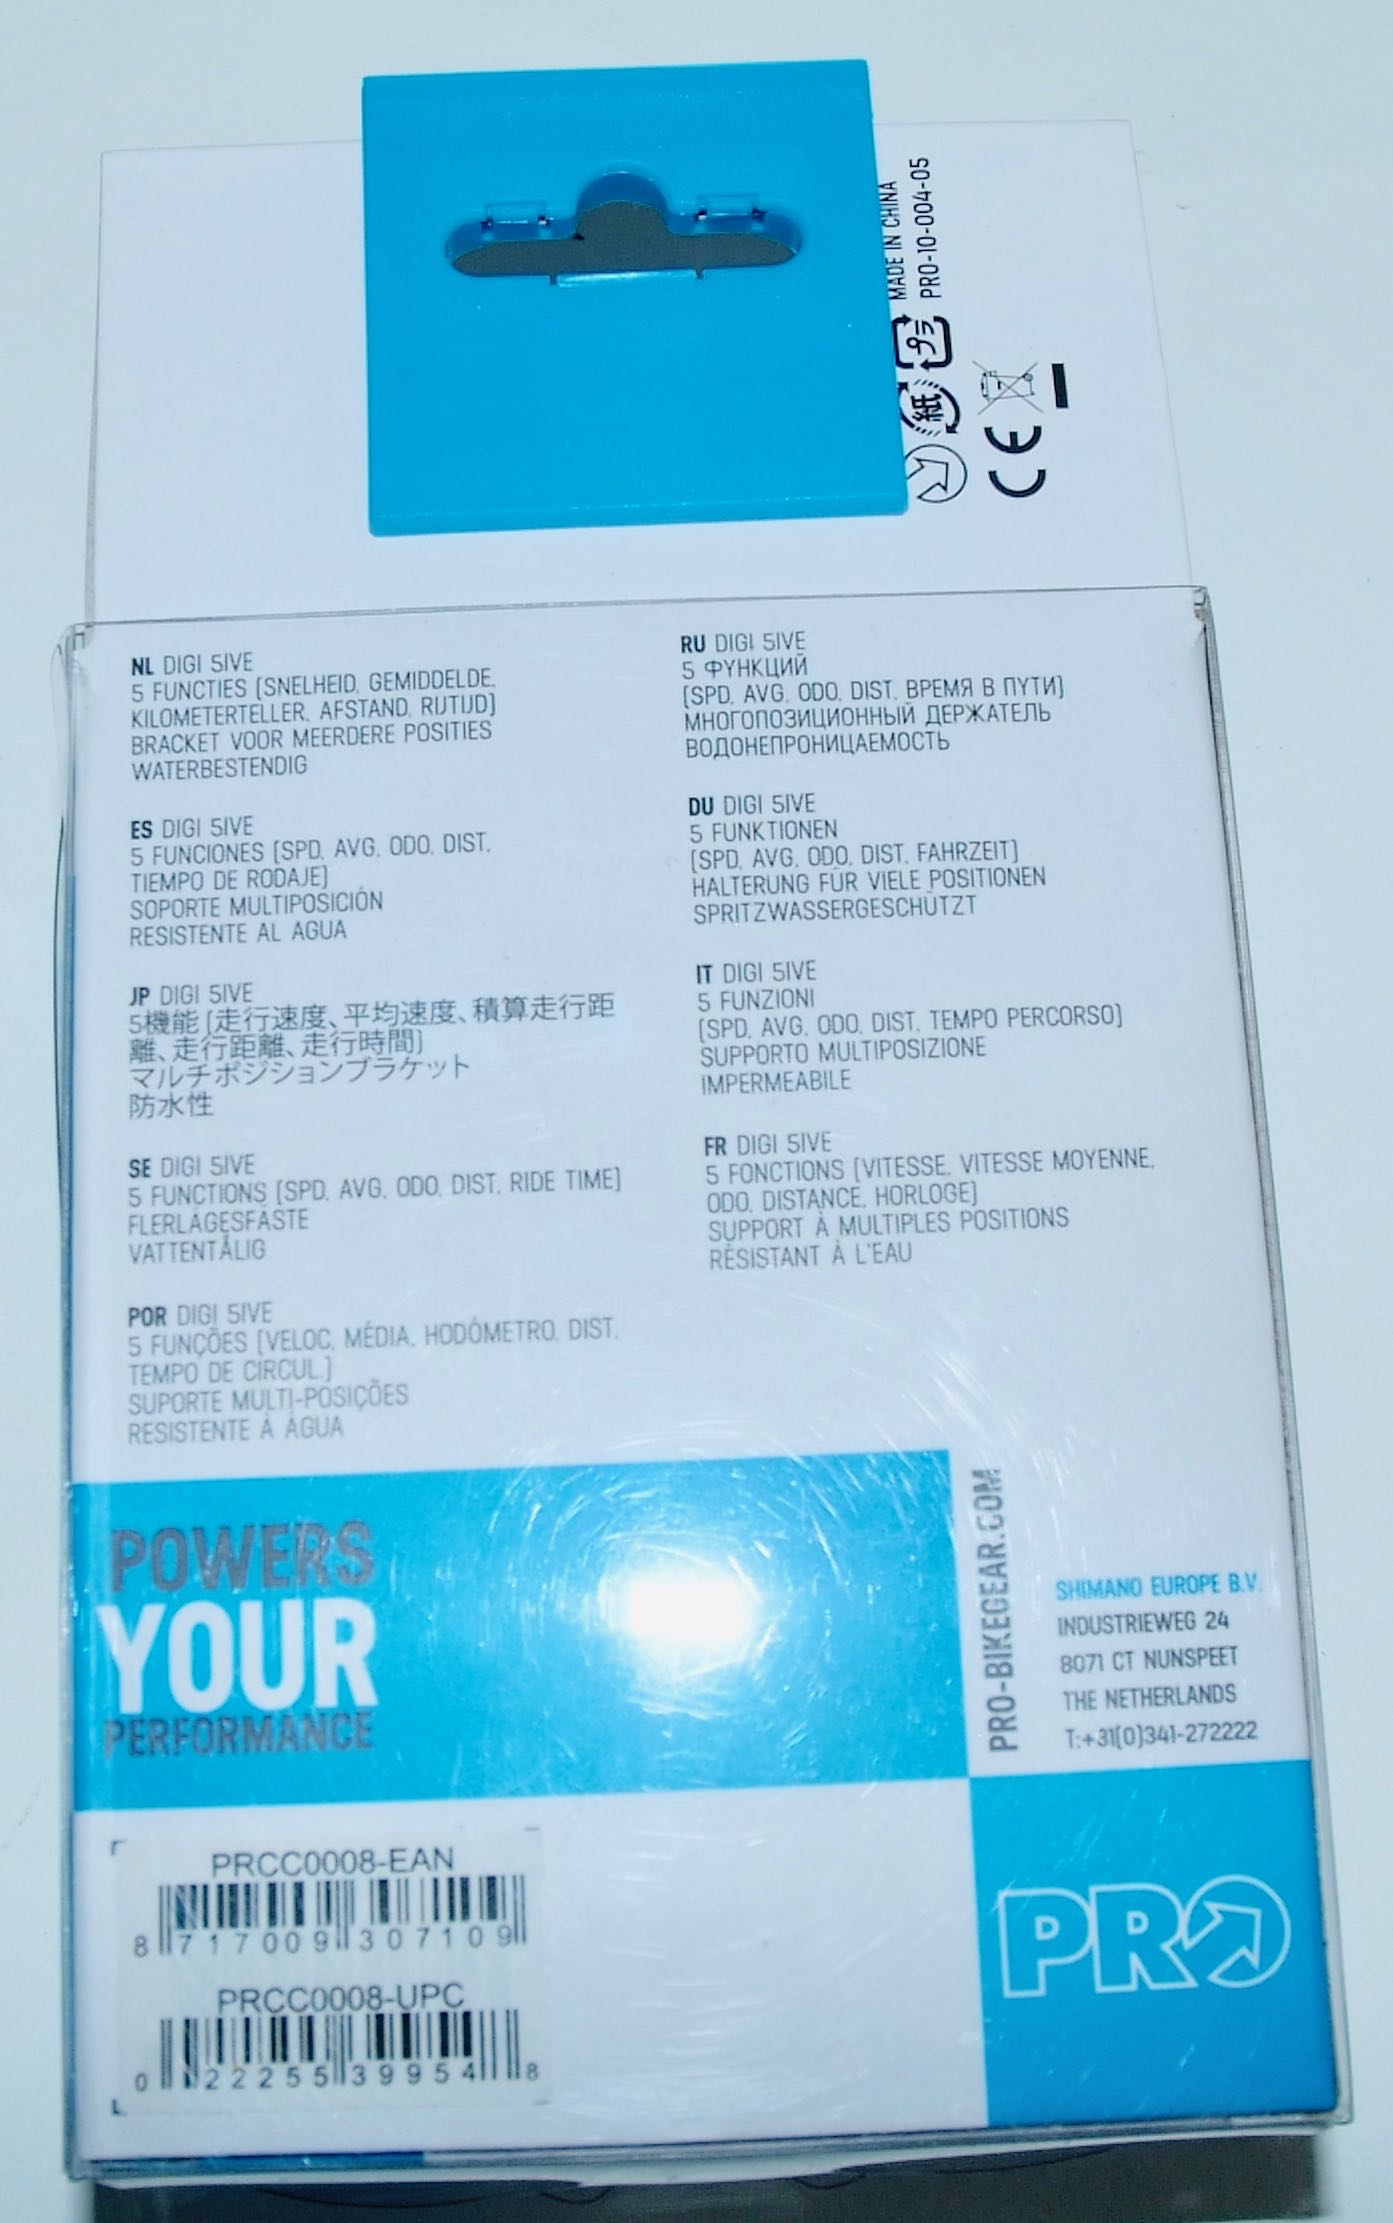 MADE IN CHINA
PRO-10-004-05
プラ
紙
CE
NL DIGI 5IVE
5 FUNCTIES [SNELHEID, GEMIDDELDE,
KILOMETERTELLER, AFSTAND, RIJTIJD]
BRACKET VOOR MEERDERE POSITIES
WATERBESTENDIG
ES DIGI 5IVE
5 FUNCIONES [SPD, AVG, ODO, DIST,
TIEMPO DE RODAJE]
SOPORTE MULTIPOSICIÓN
RESISTENTE AL AGUA
JP DIGI 5IVE
5機能 [走行速度、平均速度、積算走行距
離、走行距離、走行時間]
マルチポジションブラケット
防水性
SE DIGI 5IVE
5 FUNCTIONS [SPD, AVG, ODO, DIST, RIDE TIME]
FLERLÄGESFÄSTE
VATTENTÅLIG
POR DIGI 5IVE
5 FUNÇÕES [VELOC, MÉDIA, HODÓMETRO, DIST,
TEMPO DE CIRCUL.]
SUPORTE MULTI-POSIÇÕES
RESISTENTE À ÁGUA
RU DIGI 5IVE
5 ФУНКЦИЙ
[SPD, AVG, ODO, DIST, ВРЕМЯ В ПУТИ]
МНОГОПОЗИЦИОННЫЙ ДЕРЖАТЕЛЬ
ВОДОНЕПРОНИЦАЕМОСТЬ
DU DIGI 5IVE
5 FUNKTIONEN
[SPD, AVG, ODO, DIST, FAHRZEIT]
HALTERUNG FÜR VIELE POSITIONEN
SPRITZWASSERGESCHÜTZT
IT DIGI 5IVE
5 FUNZIONI
[SPD, AVG, ODO, DIST, TEMPO PERCORSO]
SUPPORTO MULTIPOSIZIONE
IMPERMEABILE
FR DIGI 5IVE
5 FONCTIONS [VITESSE, VITESSE MOYENNE,
ODO, DISTANCE, HORLOGE]
SUPPORT À MULTIPLES POSITIONS
RÉSISTANT À L'EAU
POWERS
YOUR
PERFORMANCE
PRO-BIKEGEAR.COM
SHIMANO EUROPE B.V.
INDUSTRIEWEG 24
8071 CT NUNSPEET
THE NETHERLANDS
T:+31(0)341-272222
PRCC0008-EAN
8 717009 307109
PRCC0008-UPC
0 22255 39954 8
PRO